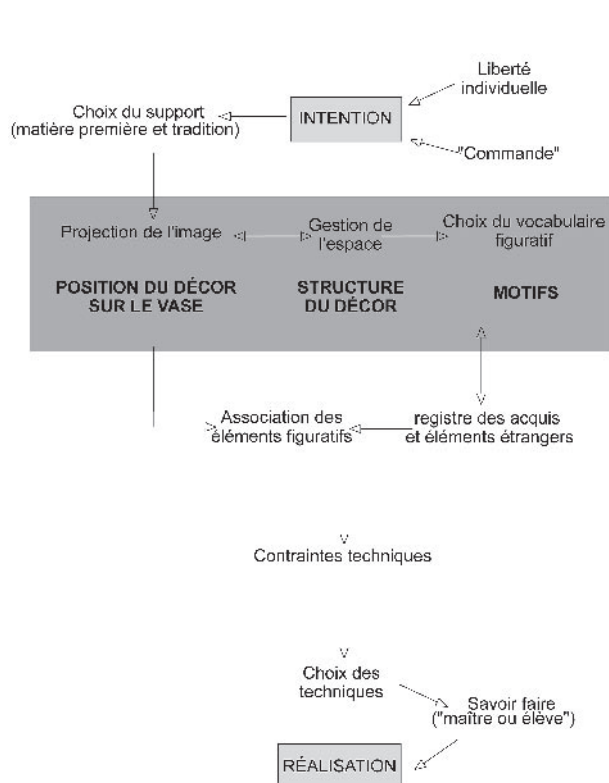 Liberté
individuelle
INTENTION
Choix du support
(matière première et tradition)
"Commande"
Projection de l'image
Gestion de
l'espace
Choix du vocabulaire
figuratif
POSITION DU DÉCOR
SUR LE VASE
STRUCTURE
DU DÉCOR
MOTIFS
Association des
éléments figuratifs
registre des acquis
et éléments étrangers
Contraintes techniques
Choix des
techniques
Savoir faire
("maître ou élève")
RÉALISATION